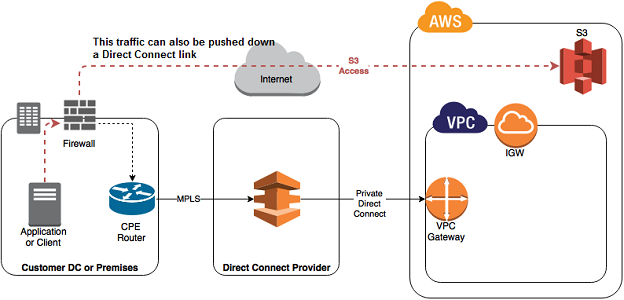 This traffic can also be pushed down
a Direct Connect link
AWS
S3
S3
Access
Internet
Firewall
VPC
IGW
MPLS
Private
Direct
Connect
Application
or Client
CPE
Router
VPC
Gateway
Customer DC or Premises
Direct Connect Provider